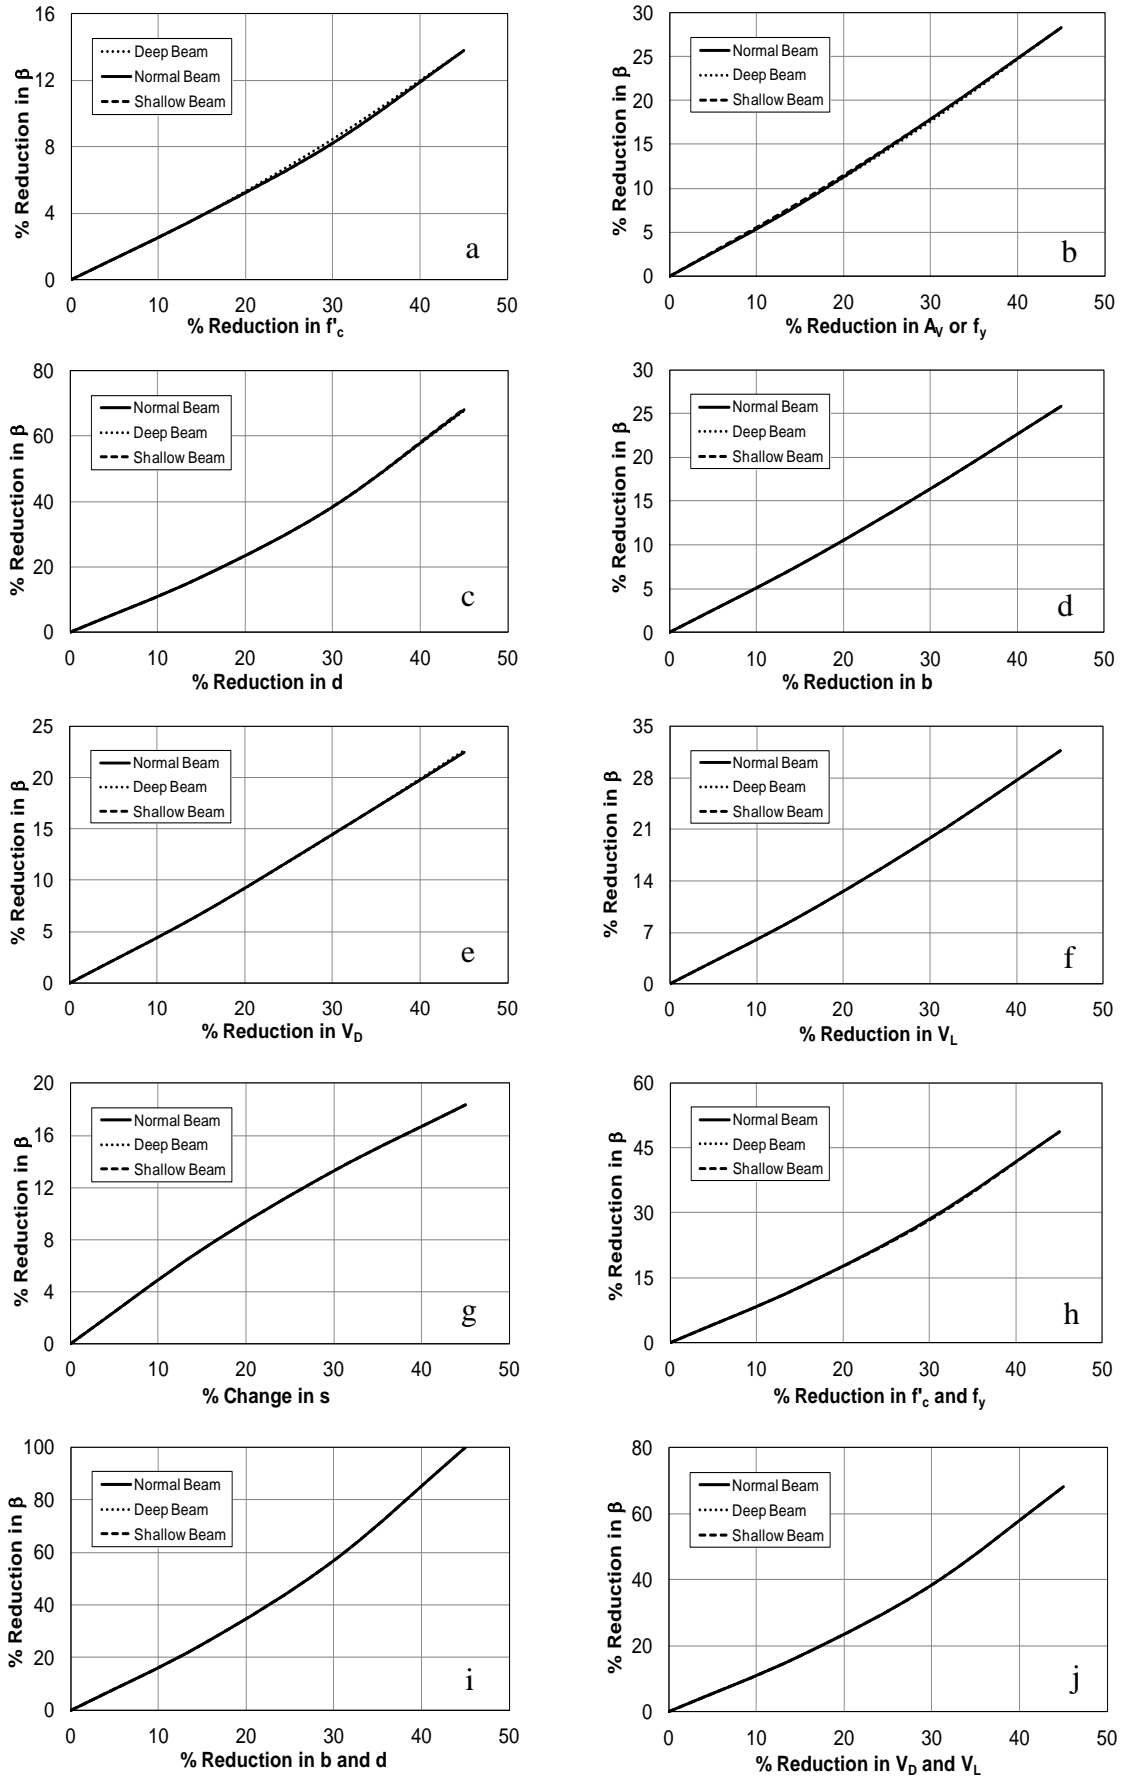 16
12
8
4
0
% Reduction in β
Deep Beam
Normal Beam
Shallow Beam
a
0 10 20 30 40 50
% Reduction in f'c
30
25
20
15
10
5
0
% Reduction in β
Normal Beam
Deep Beam
Shallow Beam
b
0 10 20 30 40 50
% Reduction in AV or fy
80
60
40
20
0
% Reduction in β
Normal Beam
Deep Beam
Shallow Beam
c
0 10 20 30 40 50
% Reduction in d
30
25
20
15
10
5
0
% Reduction in β
Normal Beam
Deep Beam
Shallow Beam
d
0 10 20 30 40 50
% Reduction in b
25
20
15
10
5
0
% Reduction in β
Normal Beam
Deep Beam
Shallow Beam
e
0 10 20 30 40 50
% Reduction in VD
35
28
21
14
7
0
% Reduction in β
Normal Beam
Deep Beam
Shallow Beam
f
0 10 20 30 40 50
% Reduction in VL
20
16
12
8
4
0
% Reduction in β
Normal Beam
Deep Beam
Shallow Beam
g
0 10 20 30 40 50
% Change in s
60
45
30
15
0
% Reduction in β
Normal Beam
Deep Beam
Shallow Beam
h
0 10 20 30 40 50
% Reduction in f'c and fy
100
80
60
40
20
0
% Reduction in β
Normal Beam
Deep Beam
Shallow Beam
i
0 10 20 30 40 50
% Reduction in b and d
80
60
40
20
0
% Reduction in β
Normal Beam
Deep Beam
Shallow Beam
j
0 10 20 30 40 50
% Reduction in VD and VL